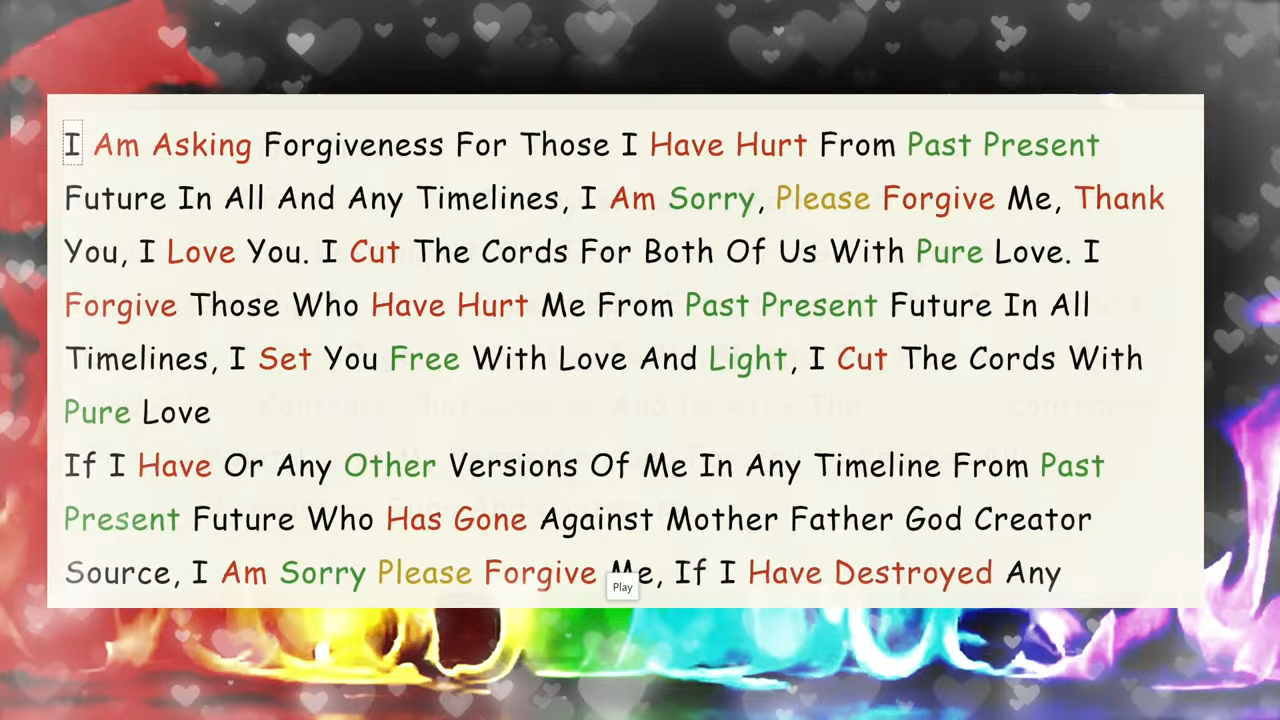 I Am Asking Forgiveness For Those I Have Hurt From Past Present
Future In All And Any Timelines, I Am Sorry, Please Forgive Me, Thank
You, I Love You. I Cut The Cords For Both Of Us With Pure Love. I
Forgive Those Who Have Hurt Me From Past Present Future In All
Timelines, I Set You Free With Love And Light, I Cut The Cords With
Pure Love
If I Have Or Any Other Versions Of Me In Any Timeline From Past
Present Future Who Has Gone Against Mother Father God Creator
Source, I Am Sorry Please Forgive Me, If I Have Destroyed Any
Play